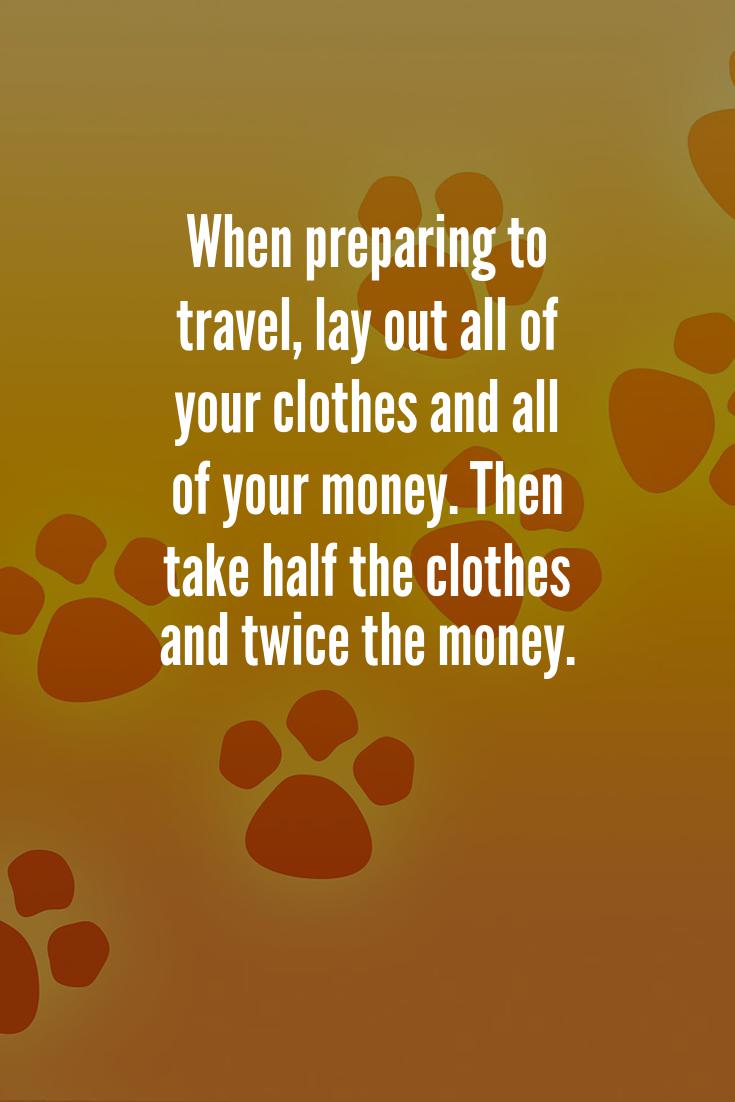 When preparing to
travel, lay out all of
your clothes and all
of your money. Then
take half the clothes
and twice the money.